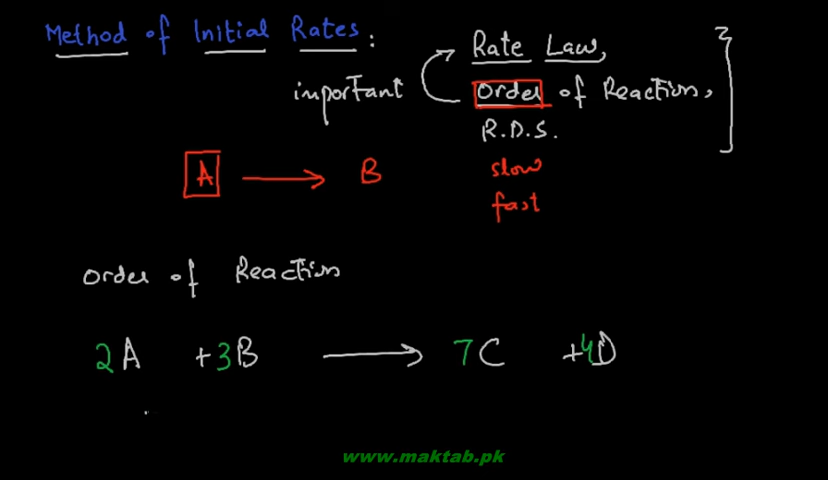 Method of Initial Rates:
Rate Law,
important
Order of Reaction,
R.D.S.
A → B
slow
fast
Order of Reaction
2A + 3B → 7C + 4D
www.maktab.pk